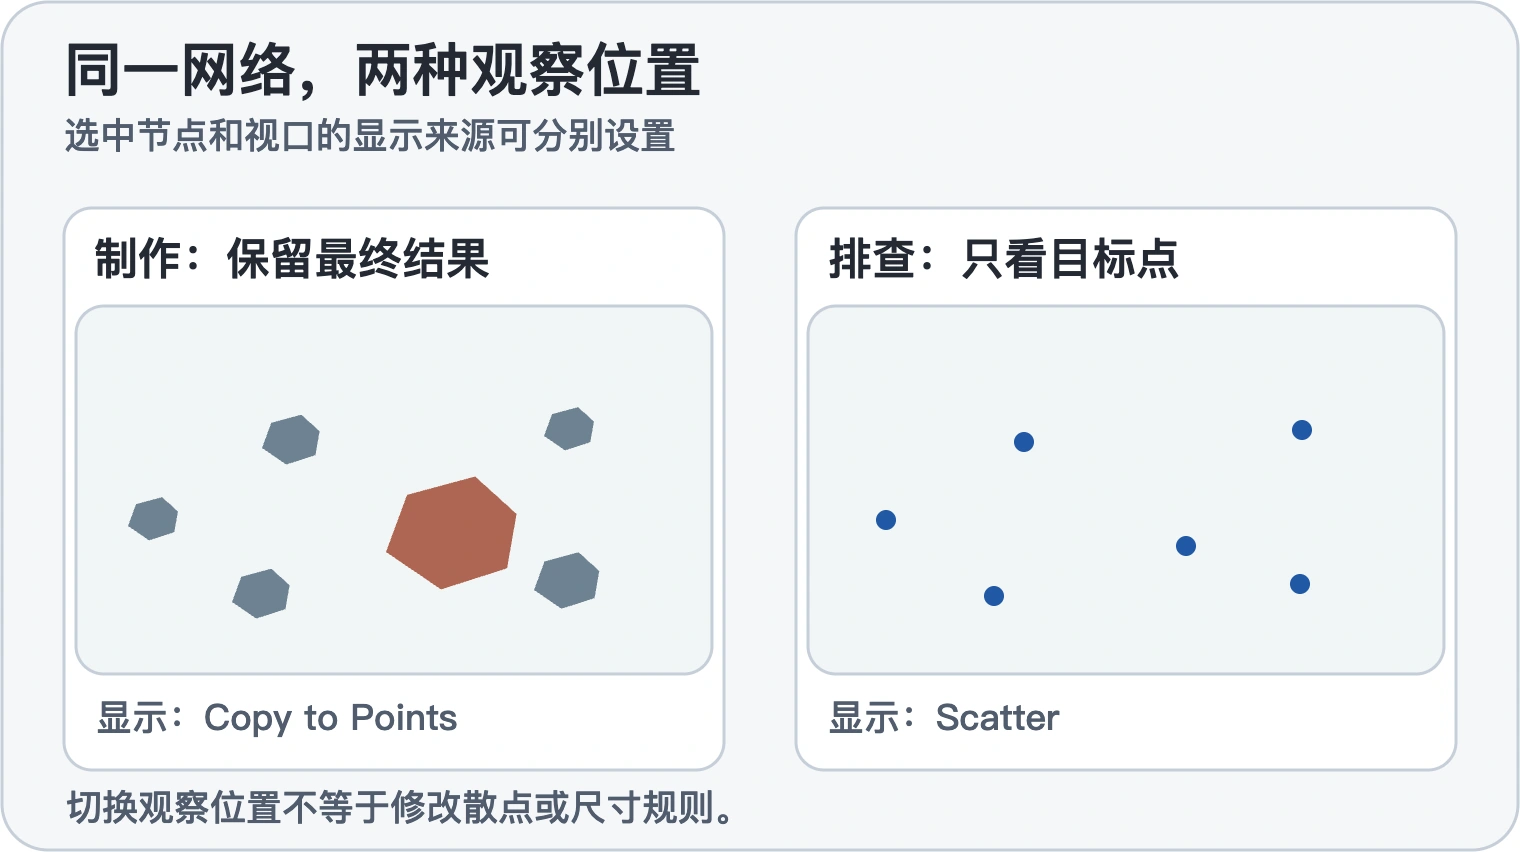 同一网络，两种观察位置
选中节点和视口的显示来源可分别设置
制作：保留最终结果
显示：Copy to Points
排查：只看目标点
显示：Scatter
切换观察位置不等于修改散点或尺寸规则。